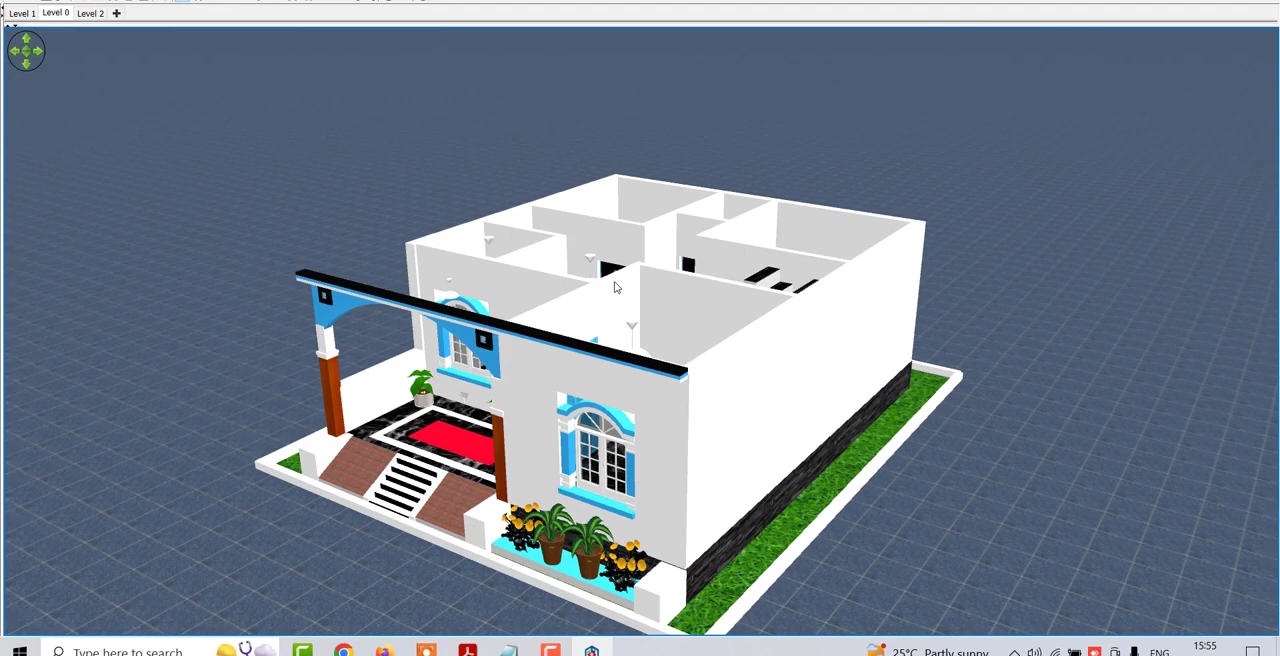 Level 1 Level 0 Level 2
Type here to search
25°C Partly sunny
ENG
15:55